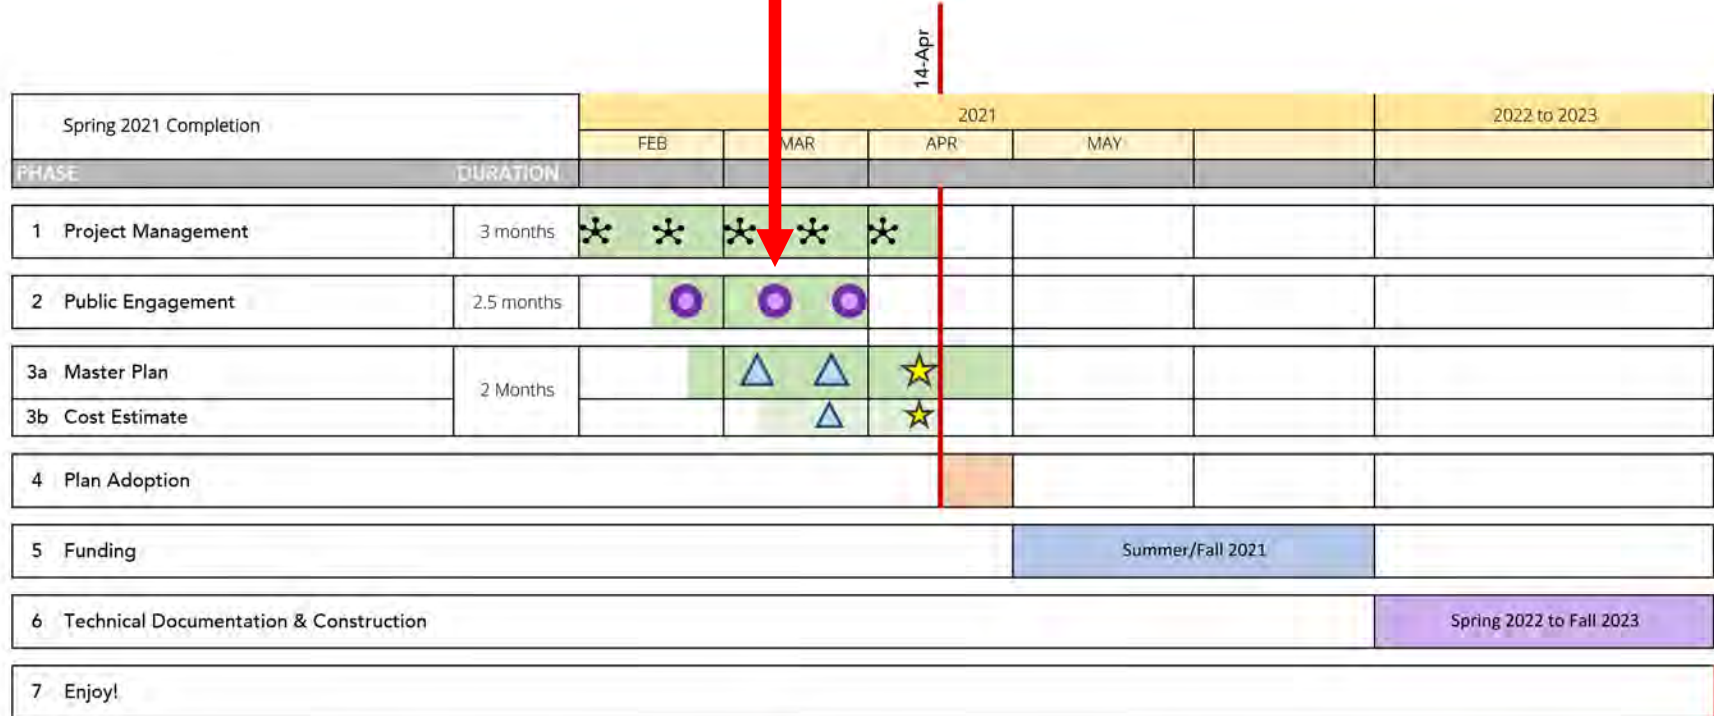 14-Apr
Spring 2021 Completion
2021
2022 to 2023
FEB MAR APR MAY
PHASE DURATION
1 Project Management 3 months
2 Public Engagement 2.5 months
3a Master Plan
2 Months
3b Cost Estimate
4 Plan Adoption
5 Funding Summer/Fall 2021
6 Technical Documentation & Construction Spring 2022 to Fall 2023
7 Enjoy!